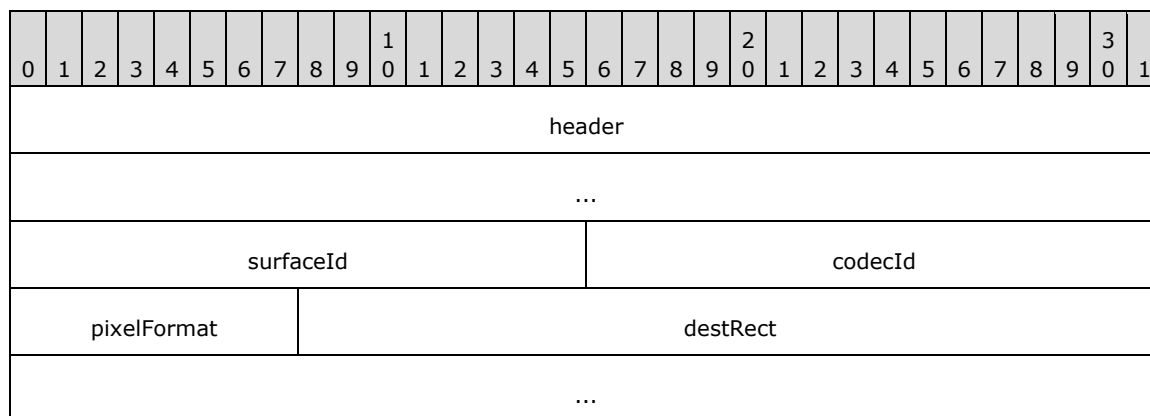 1 2 3
0 1 2 3 4 5 6 7 8 9 0 1 2 3 4 5 6 7 8 9 0 1 2 3 4 5 6 7 8 9 0 1
header
...
surfaceId codecId
pixelFormat destRect
...